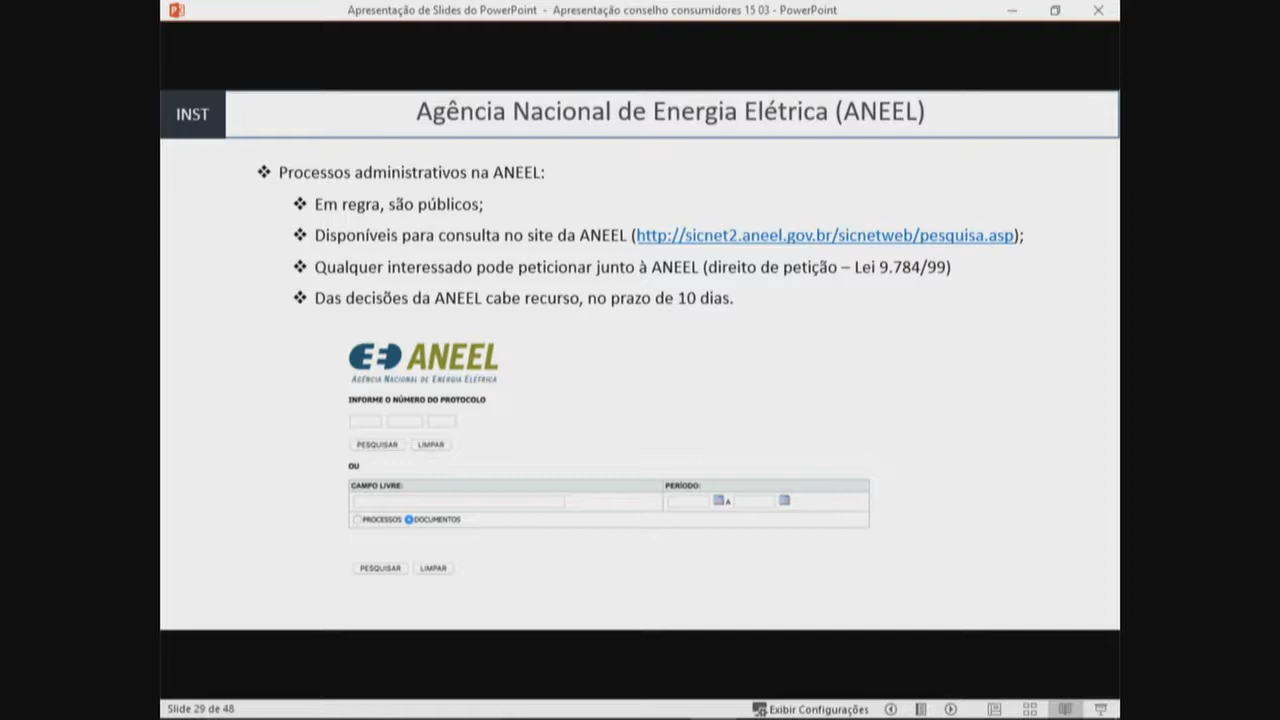 Apresentação de Slides do PowerPoint - Apresentação conselho consumidores 15 03 - PowerPoint
INST
Agência Nacional de Energia Elétrica (ANEEL)
❖ Processos administrativos na ANEEL:
❖ Em regra, são públicos;
❖ Disponíveis para consulta no site da ANEEL (http://sicnet2.aneel.gov.br/sicnetweb/pesquisa.asp);
❖ Qualquer interessado pode peticionar junto à ANEEL (direito de petição – Lei 9.784/99)
❖ Das decisões da ANEEL cabe recurso, no prazo de 10 dias.
ANEEL
AGÊNCIA NACIONAL DE ENERGIA ELÉTRICA
INFORME O NÚMERO DO PROTOCOLO
PESQUISAR LIMPAR
OU
CAMPO LIVRE: PERÍODO:
A
PROCESSOS DOCUMENTOS
PESQUISAR LIMPAR
Slide 29 de 48 Exibir Configurações